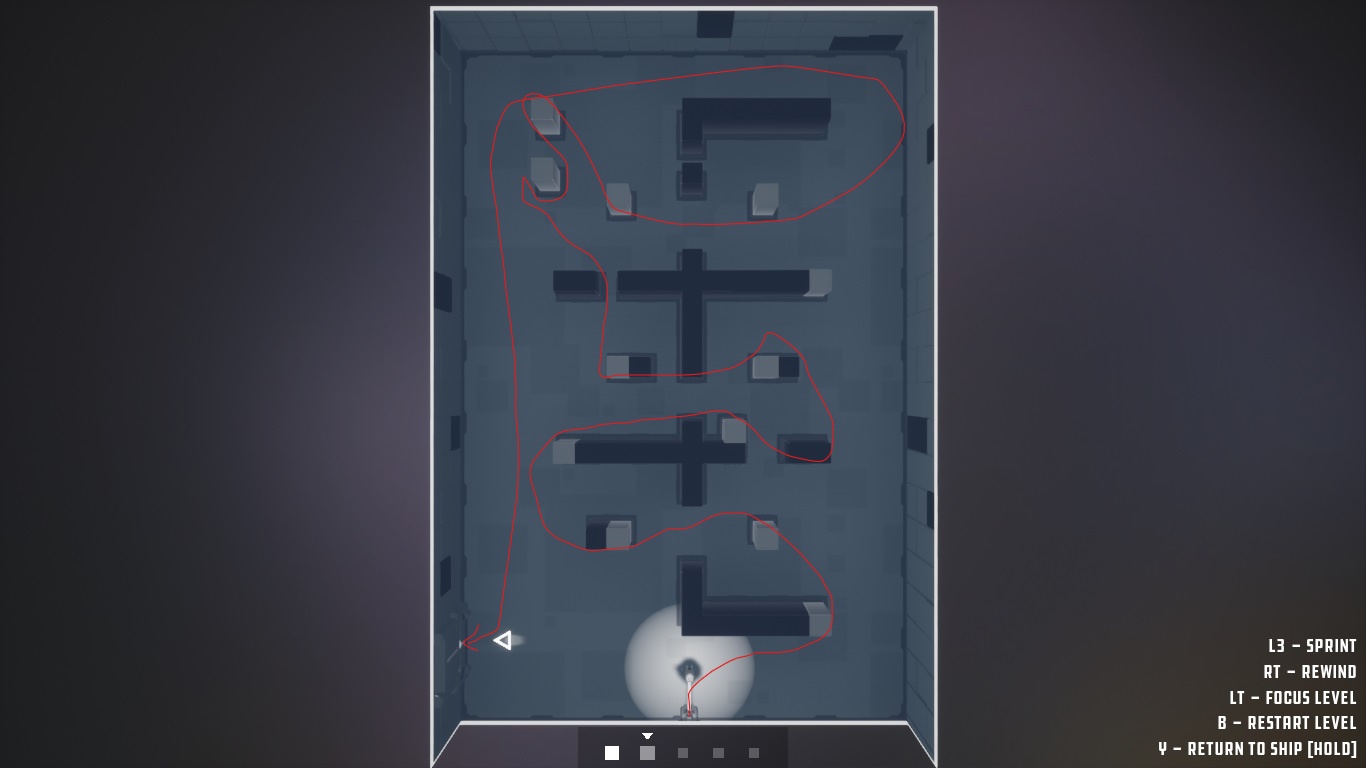 L3 – SPRINT
RT – REWIND
LT – FOCUS LEVEL
B – RESTART LEVEL
Y – RETURN TO SHIP [HOLD]